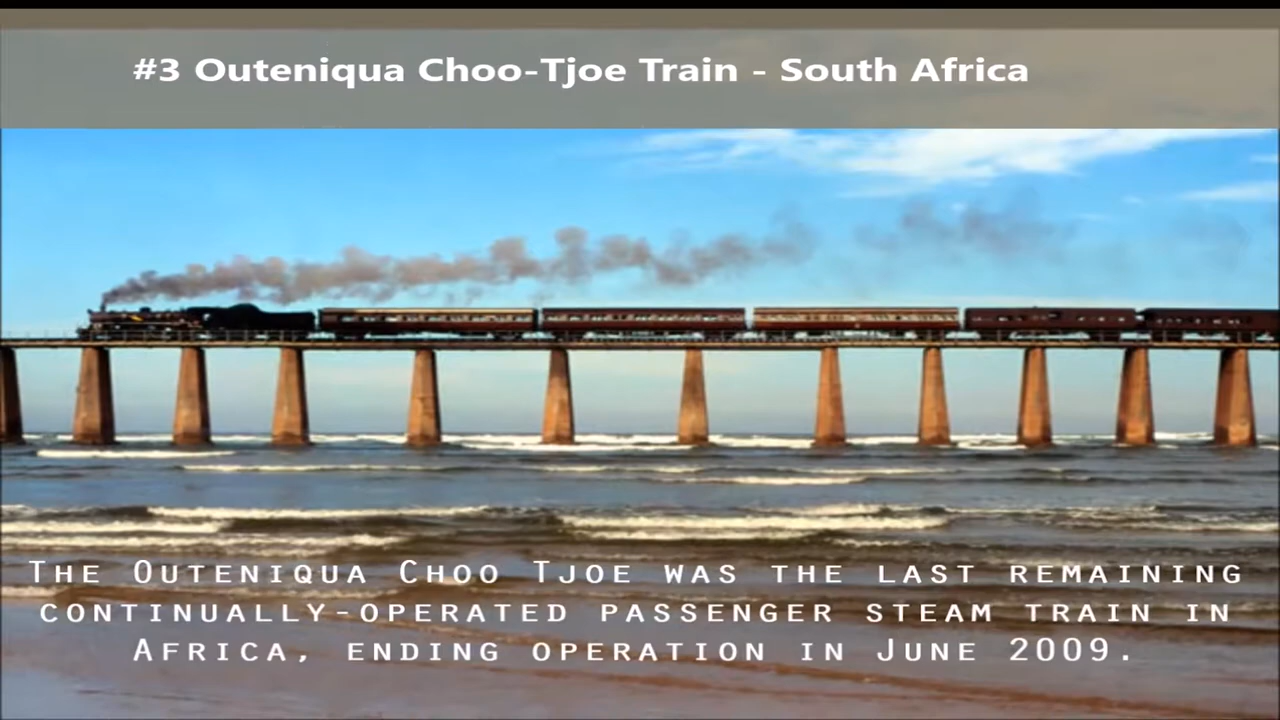 #3 Outeniqua Choo-Tjoe Train - South Africa
The Outeniqua Choo Tjoe was the last remaining
continually-operated passenger steam train in
Africa, ending operation in June 2009.